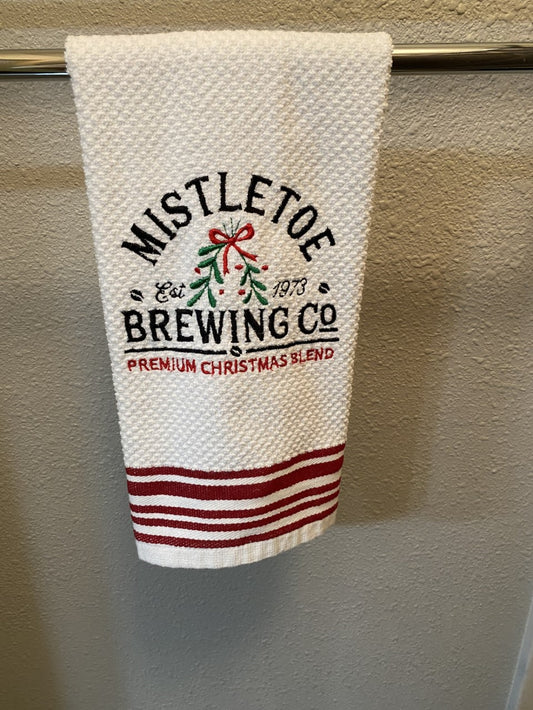 MISTLETOE
Est 1973
BREWING CO
PREMIUM CHRISTMAS BLEND